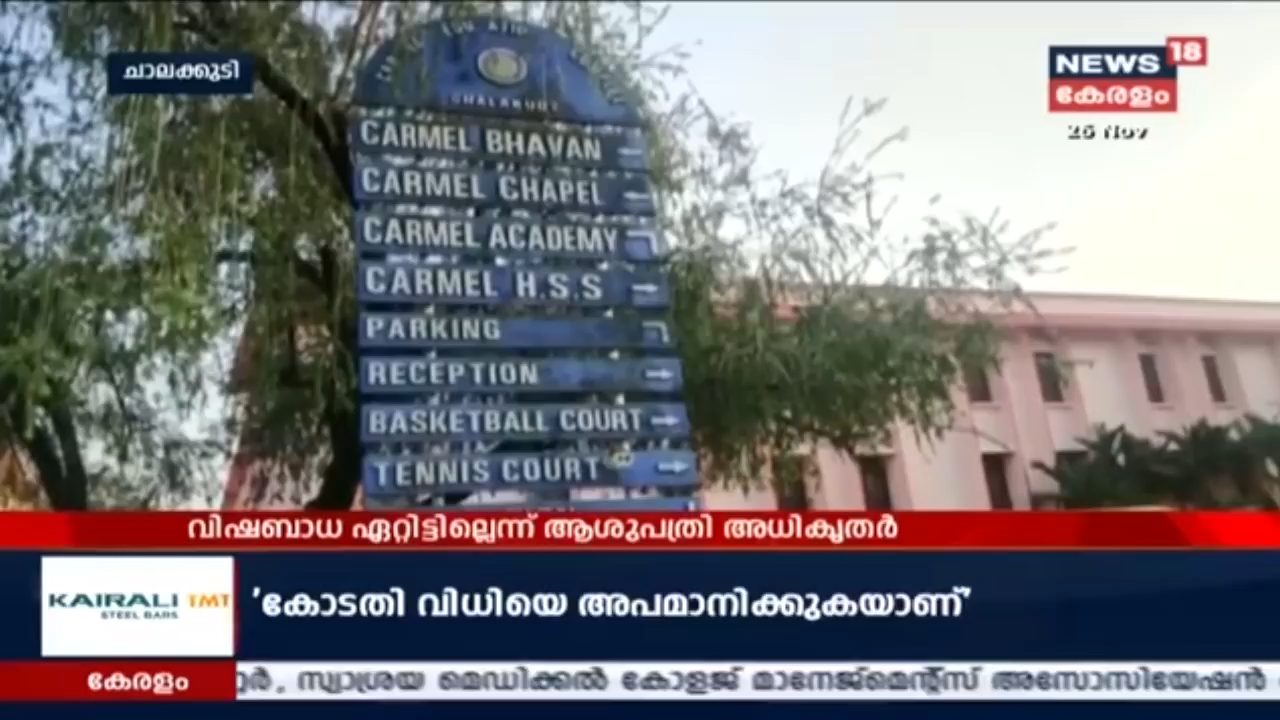 ചാലക്കുടി
NEWS 18
കേരളം
26 Nov
CHALAKUDY
CARMEL BHAVAN
CARMEL CHAPEL
CARMEL ACADEMY
CARMEL H.S.S
PARKING
RECEPTION
BASKETBALL COURT
TENNIS COURT
വിഷബാധ ഏറ്റിട്ടില്ലെന്ന് ആശുപത്രി അധികൃതർ
KAIRALI TMT
STEEL BARS
'കോടതി വിധിയെ അപമാനിക്കുകയാണ്'
കേരളം
സ്വാശ്രയ മെഡിക്കൽ കോളജ് മാനേജ്മെന്റ്സ് അസോസിയേഷൻ